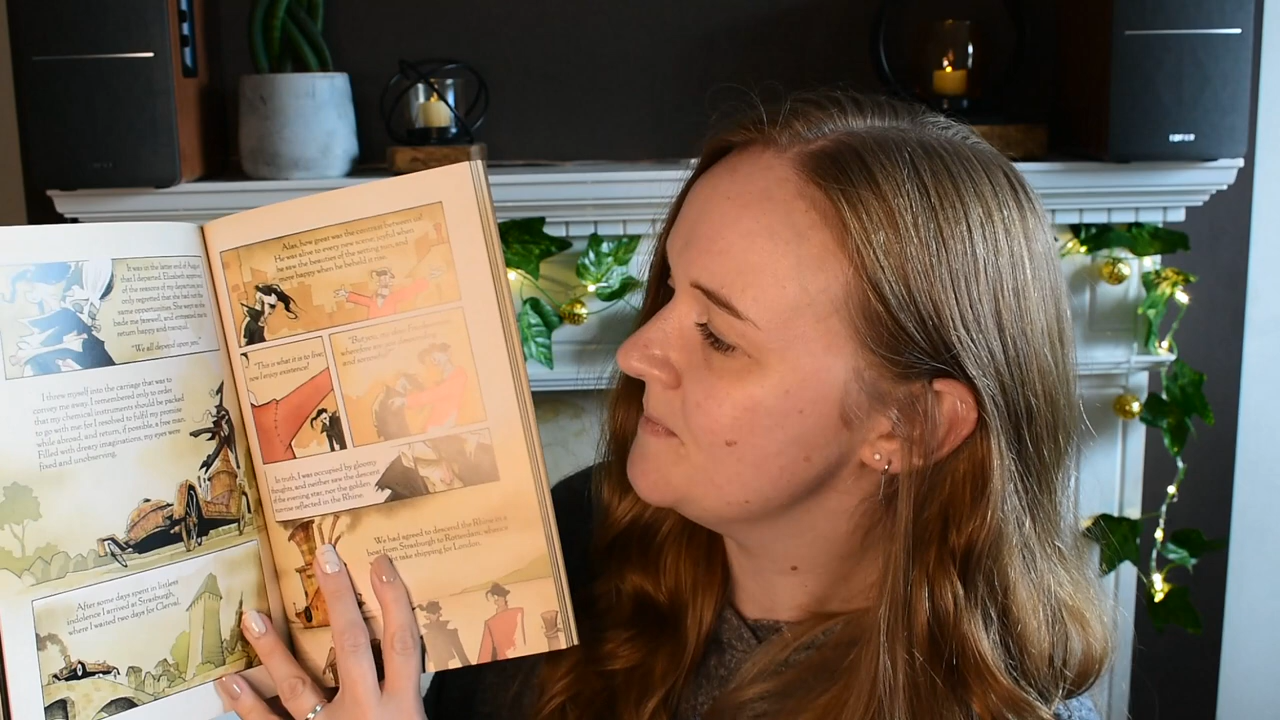 It was in the latter end of August
that I departed. Elizabeth approved
of the reasons of my departure and
only regretted that she had not the
same opportunities. She wept as she
bade me farewell, and entreated me to
return happy and tranquil.
"We all depend upon you."
I threw myself into the carriage that was to
convey me away. I remembered only to order
that my chemical instruments should be packed
to go with me: for I resolved to fulfil my promise
while abroad, and return, if possible, a free man.
Filled with dreary imaginations, my eyes were
fixed and unobserving.
After some days spent in listless
indolence I arrived at Strasburgh,
where I waited two days for Clerval.
Alas, how great was the contrast between us!
He was alive to every new scene, joyful when
he saw the beauties of the setting sun, and
more happy when he beheld it rise.
"This is what it is to live;
now I enjoy existence!
"But you, my dear Frankenstein,
wherefore are you desponding
and sorrowful?"
In truth, I was occupied by gloomy
thoughts, and neither saw the descent
of the evening star, nor the golden
sunrise reflected in the Rhine.
We had agreed to descend the Rhine in a
boat from Strasburgh to Rotterdam, whence
take shipping for London.